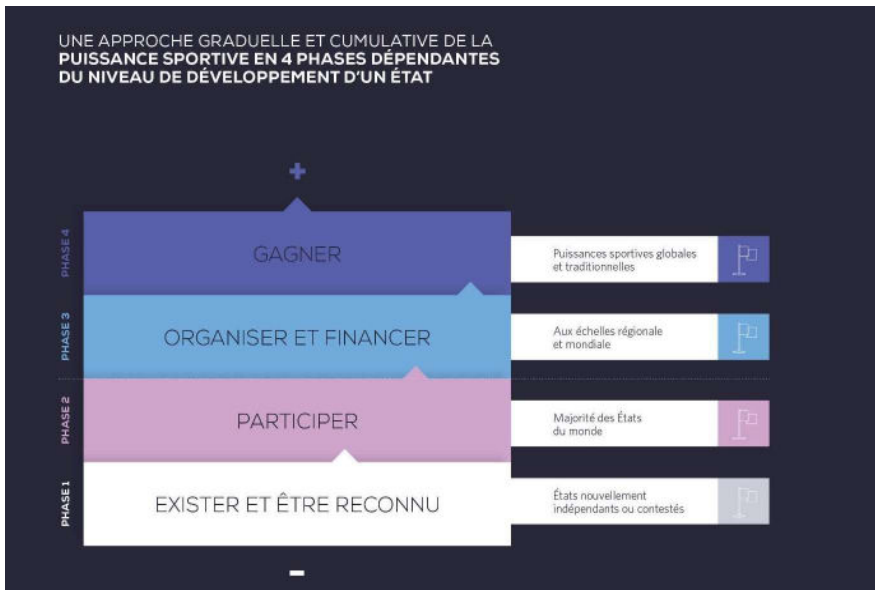 UNE APPROCHE GRADUELLE ET CUMULATIVE DE LA
PUISSANCE SPORTIVE EN 4 PHASES DÉPENDANTES
DU NIVEAU DE DÉVELOPPEMENT D'UN ÉTAT
+
PHASE 4
GAGNER
Puissances sportives globales
et traditionnelles
PHASE 3
ORGANISER ET FINANCER
Aux échelles régionale
et mondiale
PHASE 2
PARTICIPER
Majorité des États
du monde
PHASE 1
EXISTER ET ÊTRE RECONNU
États nouvellement
indépendants ou contestés
-